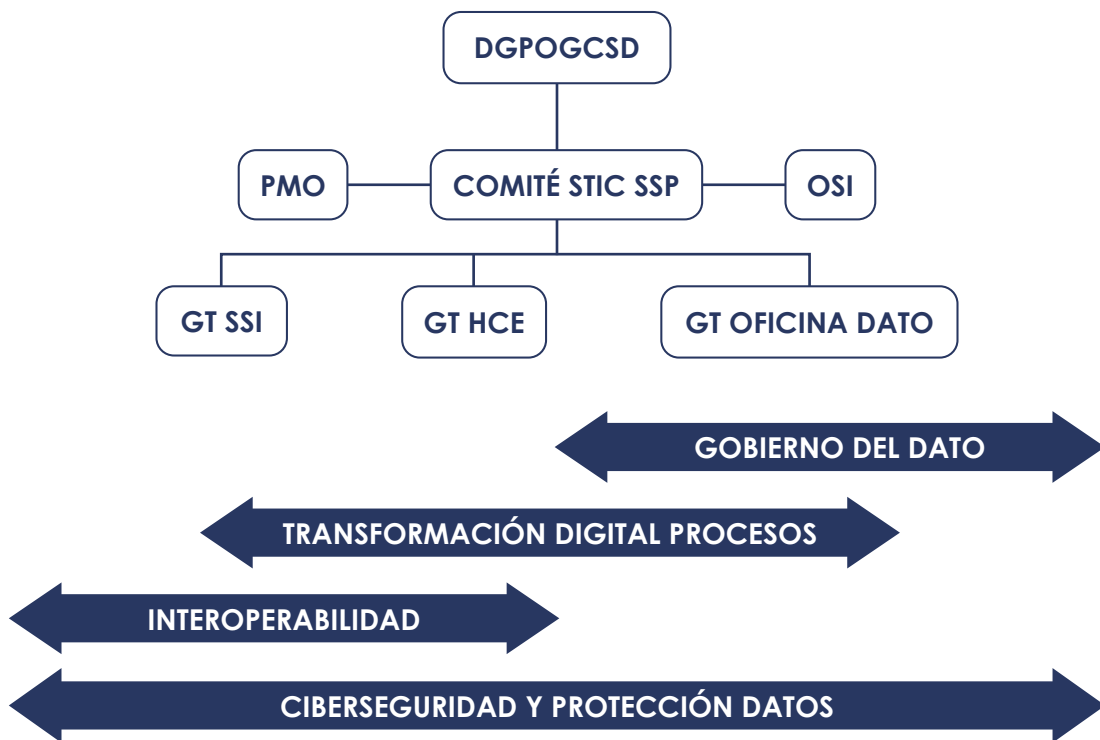 DGPOGCSD
PMO
COMITÉ STIC SSP
OSI
GT SSI
GT HCE
GT OFICINA DATO
GOBIERNO DEL DATO
TRANSFORMACIÓN DIGITAL PROCESOS
INTEROPERABILIDAD
CIBERSEGURIDAD Y PROTECCIÓN DATOS